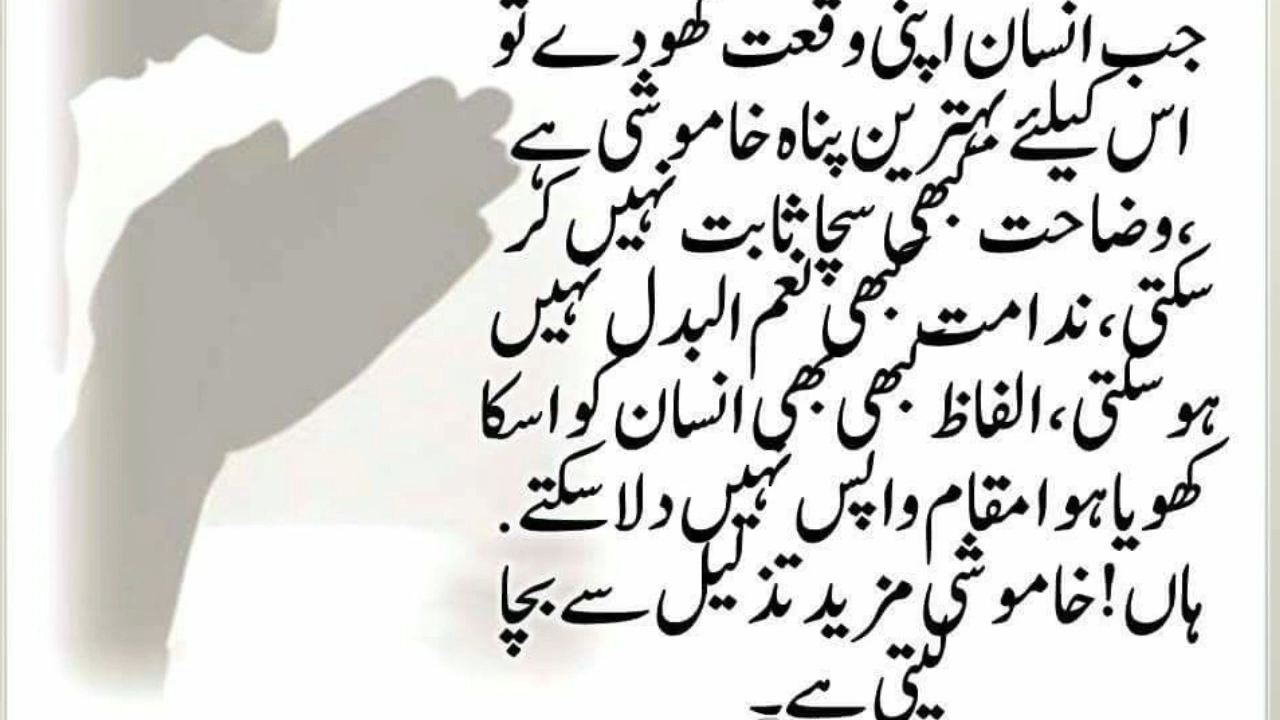 جب انسان اپنی وقعت کھو دے تو
اس کیلئے بہترین پناہ خاموشی ہے
،وضاحت کبھی سچا ثابت نہیں کر
سکتی، ندامت کبھی نعم البدل نہیں
ہو سکتی، الفاظ کبھی بھی انسان کو اسکا
کھویا ہوا مقام واپس نہیں دلا سکتے.
ہاں! خاموشی مزید تذلیل سے بچا
لیتی ہے۔